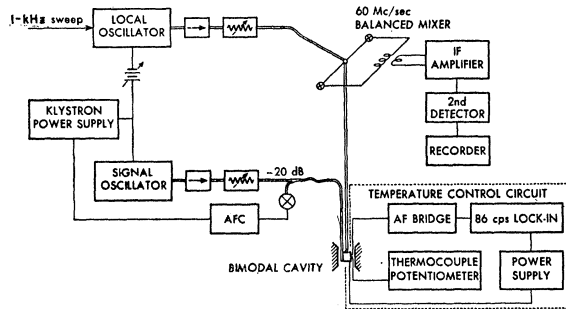 1-kHz sweep
LOCAL
OSCILLATOR
60 Mc/sec
BALANCED MIXER
IF
AMPLIFIER
2nd
DETECTOR
RECORDER
KLYSTRON
POWER SUPPLY
SIGNAL
OSCILLATOR
-20 dB
AFC
BIMODAL CAVITY
TEMPERATURE CONTROL CIRCUIT
AF BRIDGE
86 cps LOCK-IN
THERMOCOUPLE
POTENTIOMETER
POWER
SUPPLY